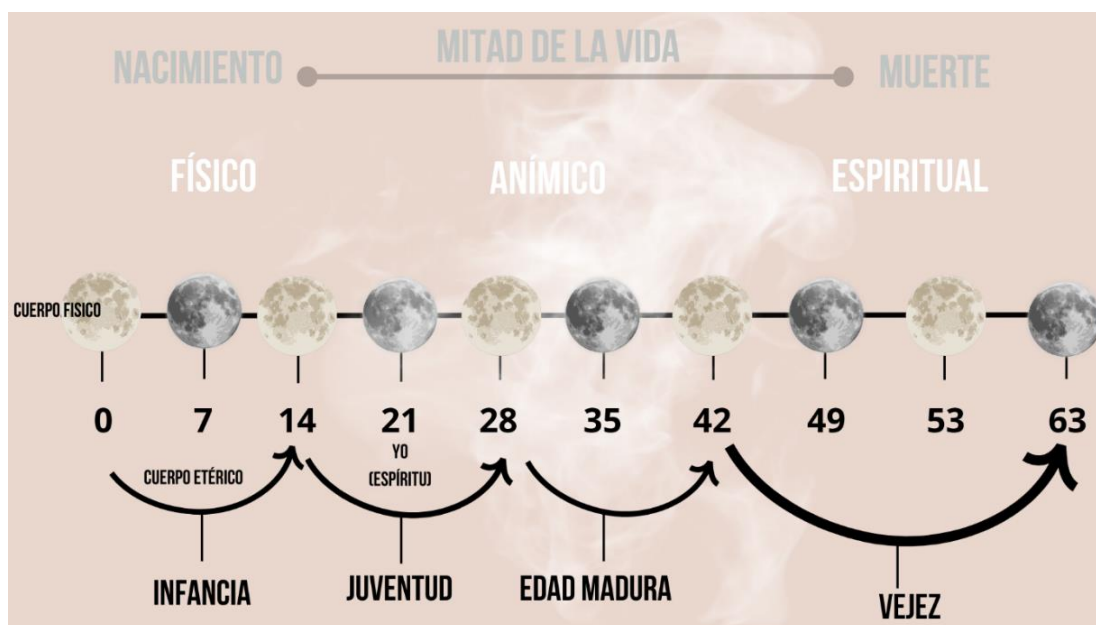 MITAD DE LA VIDA
NACIMIENTO
MUERTE
FÍSICO
ANÍMICO
ESPIRITUAL
CUERPO FISICO
0
7
14
21
28
35
42
49
53
63
YO
(ESPÍRITU)
CUERPO ETÉRICO
INFANCIA
JUVENTUD
EDAD MADURA
VEJEZ